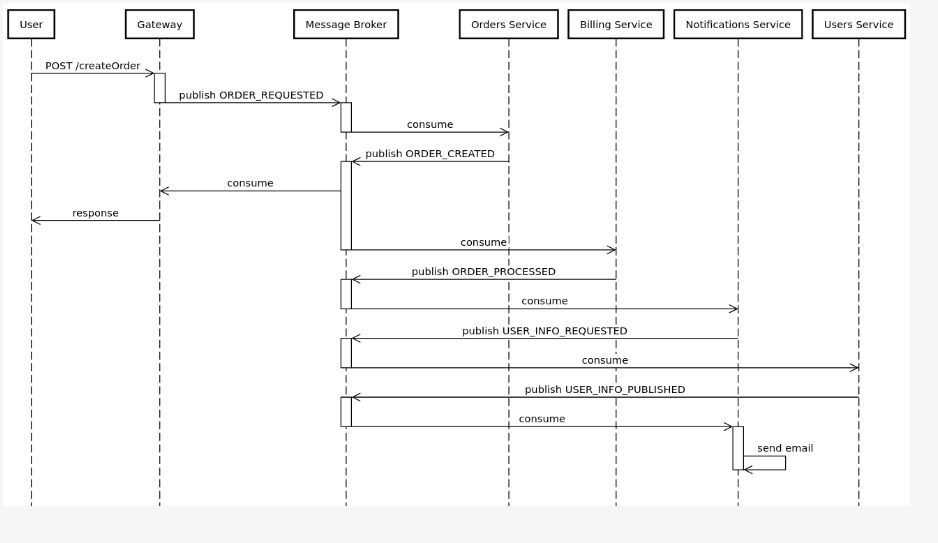 User
Gateway
Message Broker
Orders Service
Billing Service
Notifications Service
Users Service
POST /createOrder
publish ORDER_REQUESTED
consume
publish ORDER_CREATED
consume
response
consume
publish ORDER_PROCESSED
consume
publish USER_INFO_REQUESTED
consume
publish USER_INFO_PUBLISHED
consume
send email